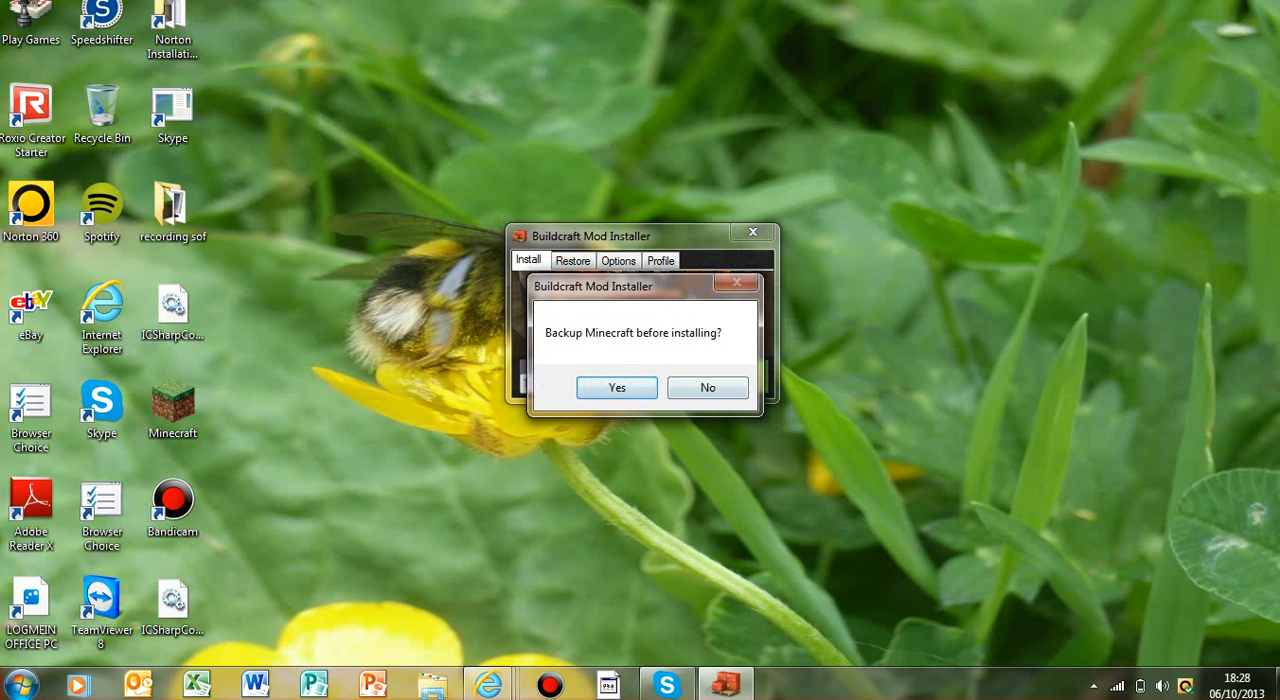 Play Games
Speedshifter
Norton
Installati...
Roxio Creator
Starter
Recycle Bin
Skype
Norton 360
Spotify
recording sof
ebY
eBay
Internet
Explorer
ICSharpCo...
Browser
Choice
Skype
Minecraft
Adobe
Reader X
Browser
Choice
Bandicam
LOGMEIN
OFFICE PC
TeamViewer
8
ICSharpCo...
Buildcraft Mod Installer
Install
Restore
Options
Profile
Buildcraft Mod Installer
Backup Minecraft before installing?
Yes
No
18:28
06/10/2013